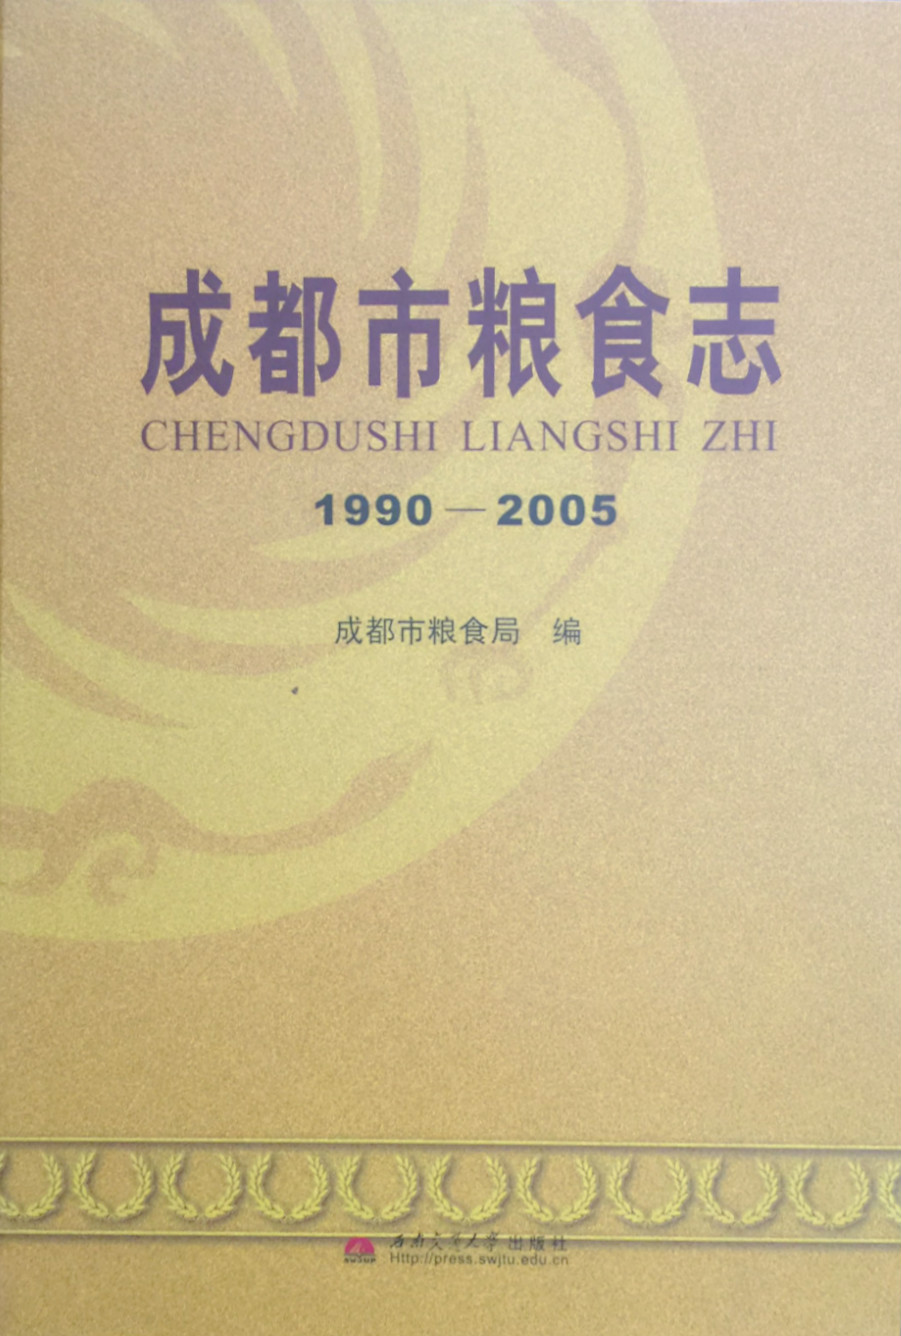 成都市粮食志
CHENGDUSHI LIANGSHI ZHI
1990—2005
成都市粮食局 编
西南交通大学出版社
Http://press.swjtu.edu.cn
SWJTUP